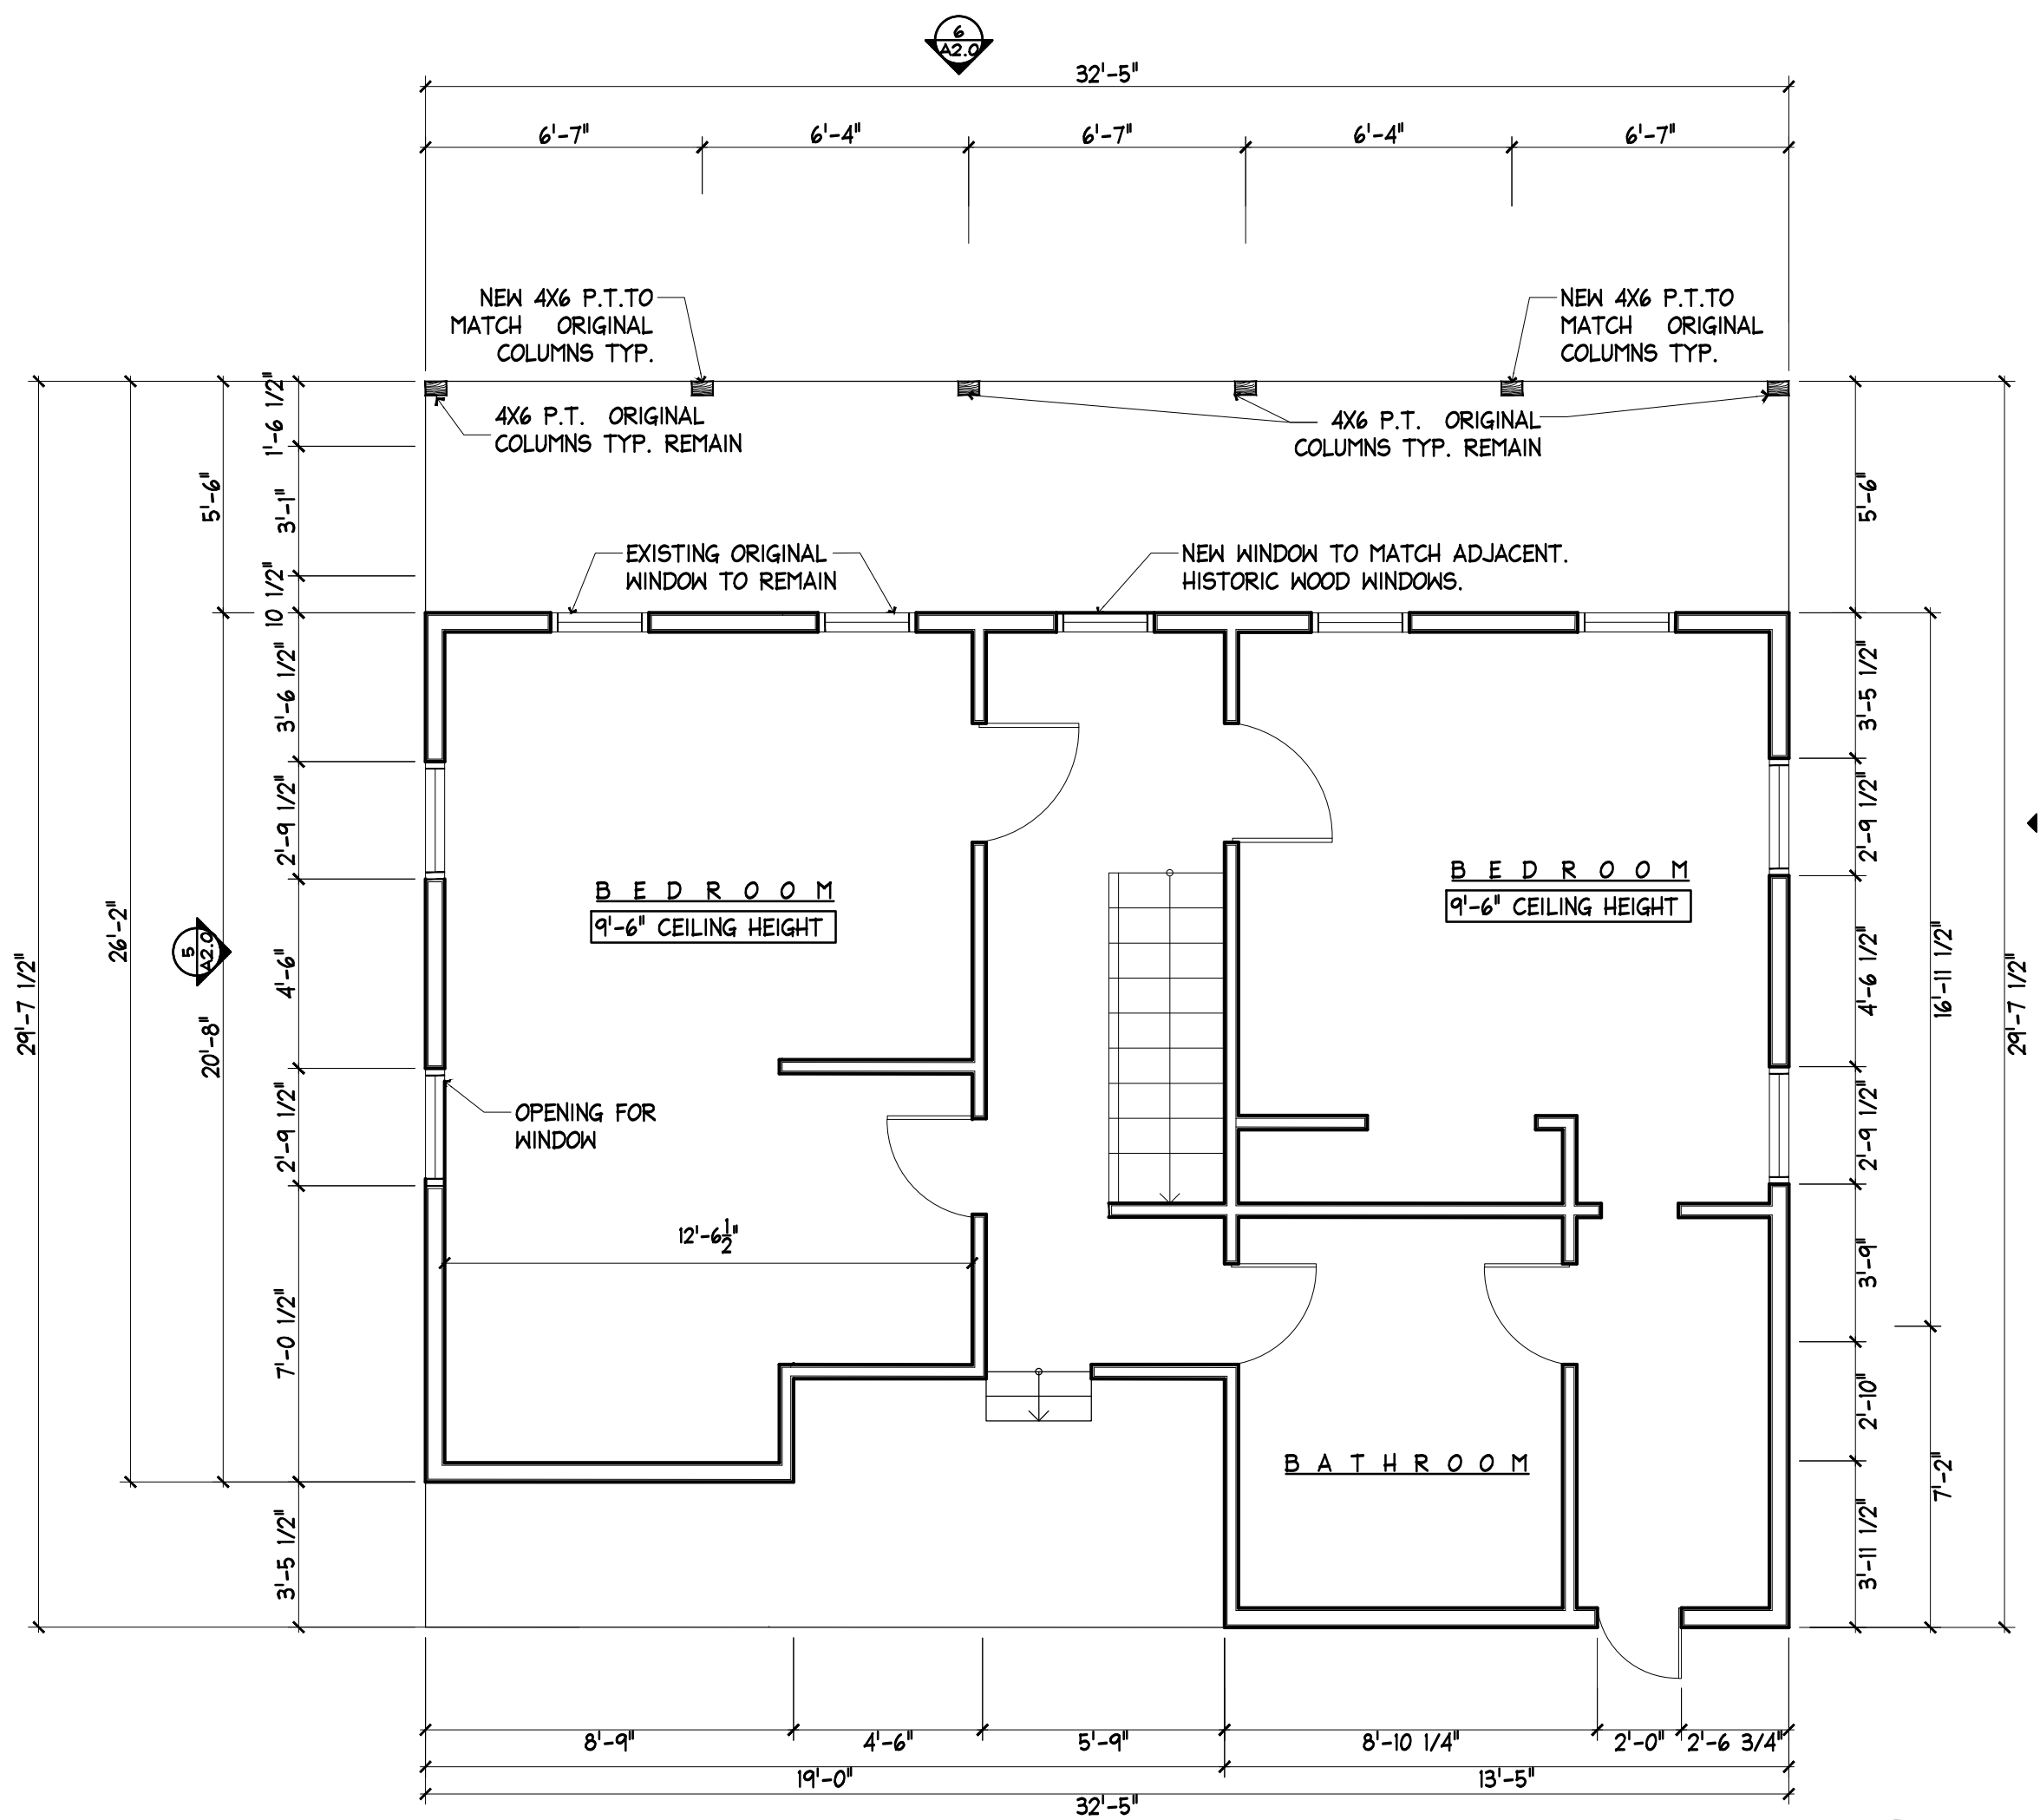 6
A2.0
32'-5"
6'-7"
6'-4"
6'-7"
6'-4"
6'-7"
NEW 4X6 P.T.TO
MATCH ORIGINAL
COLUMNS TYP.
NEW 4X6 P.T.TO
MATCH ORIGINAL
COLUMNS TYP.
4X6 P.T. ORIGINAL
COLUMNS TYP. REMAIN
4X6 P.T. ORIGINAL
COLUMNS TYP. REMAIN
EXISTING ORIGINAL
WINDOW TO REMAIN
NEW WINDOW TO MATCH ADJACENT.
HISTORIC WOOD WINDOWS.
29'-7 1/2"
26'-2"
5'-6"
20'-8"
5
A2.0
1'-6 1/2"
3'-1"
10 1/2"
3'-6 1/2"
2'-9 1/2"
4'-6"
2'-9 1/2"
7'-0 1/2"
3'-5 1/2"
BEDROOM
9'-6" CEILING HEIGHT
BEDROOM
9'-6" CEILING HEIGHT
OPENING FOR
WINDOW
12'-6 1/2"
BATHROOM
5'-6"
3'-5 1/2"
2'-9 1/2"
4'-6 1/2"
2'-9 1/2"
3'-9"
2'-10"
3'-11 1/2"
16'-11 1/2"
7'-2"
29'-7 1/2"
8'-9"
4'-6"
5'-9"
8'-10 1/4"
2'-0"
2'-6 3/4"
19'-0"
13'-5"
32'-5"